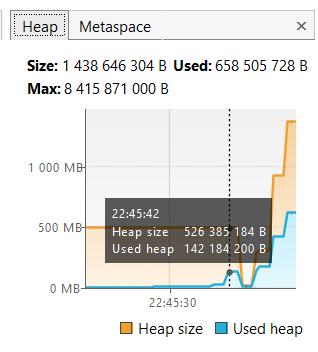 Heap Metaspace ×
Size: 1 438 646 304 B Used: 658 505 728 B
Max: 8 415 871 000 B
1 000 MB
500 MB
22:45:42
Heap size 526 385 184 B
Used heap 142 184 200 B
0 MB
22:45:30
Heap size Used heap